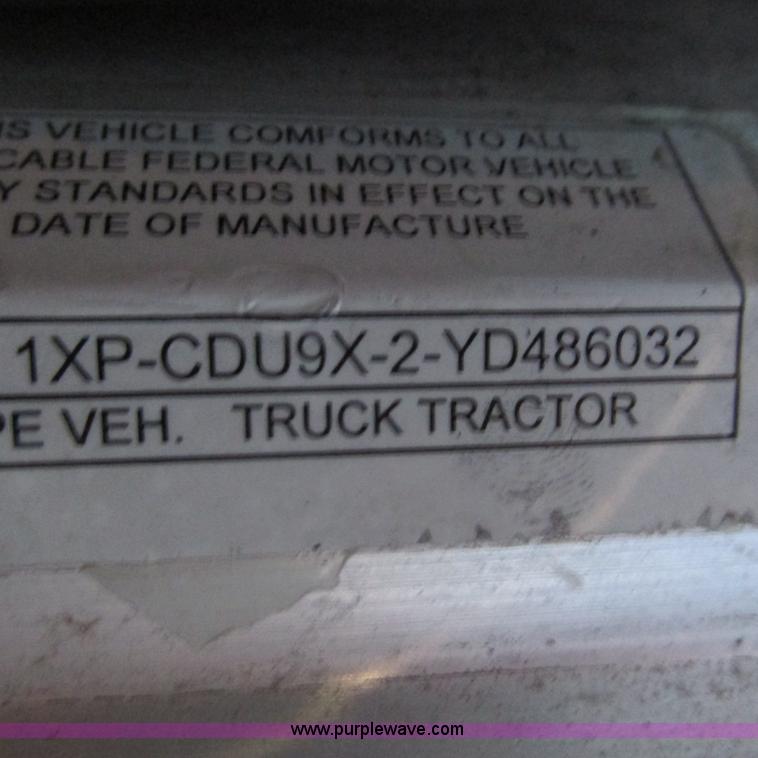 IS VEHICLE COMFORMS TO ALL
CABLE FEDERAL MOTOR VEHICLE
Y STANDARDS IN EFFECT ON THE
DATE OF MANUFACTURE
1XP-CDU9X-2-YD486032
PE VEH. TRUCK TRACTOR
www.purplewave.com